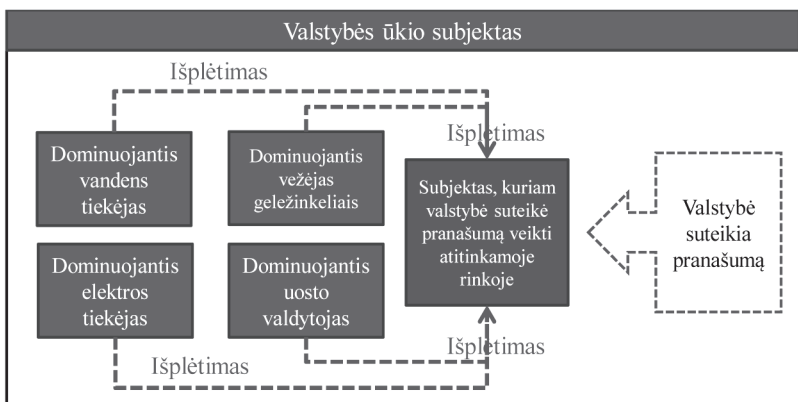 Valstybės ūkio subjektas
Išplėtimas
Išplėtimas
Dominuojantis
vandens
tiekėjas
Dominuojantis
vežėjas
geležinkeliais
Subjektas, kuriam
valstybė suteikė
pranašumą veikti
atitinkamoje
rinkoje
Valstybė
suteikia
pranašumą
Dominuojantis
elektros
tiekėjas
Dominuojantis
uosto
valdytojas
Išplėtimas
Išplėtimas